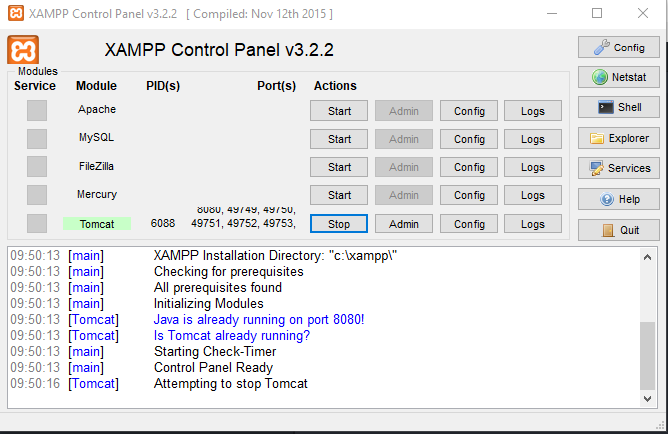 XAMPP Control Panel v3.2.2 [ Compiled: Nov 12th 2015 ]
XAMPP Control Panel v3.2.2
Config
Modules
Service Module PID(s) Port(s) Actions
Netstat
Apache Start Admin Config Logs
Shell
MySQL Start Admin Config Logs
Explorer
FileZilla Start Admin Config Logs
Services
Mercury Start Admin Config Logs
Help
8080, 49749, 49750,
Tomcat 6088 49751, 49752, 49753, Stop Admin Config Logs
Quit
09:50:13 [main] XAMPP Installation Directory: "c:\xampp\"
09:50:13 [main] Checking for prerequisites
09:50:13 [main] All prerequisites found
09:50:13 [main] Initializing Modules
09:50:13 [Tomcat] Java is already running on port 8080!
09:50:13 [Tomcat] Is Tomcat already running?
09:50:13 [main] Starting Check-Timer
09:50:13 [main] Control Panel Ready
09:50:16 [Tomcat] Attempting to stop Tomcat